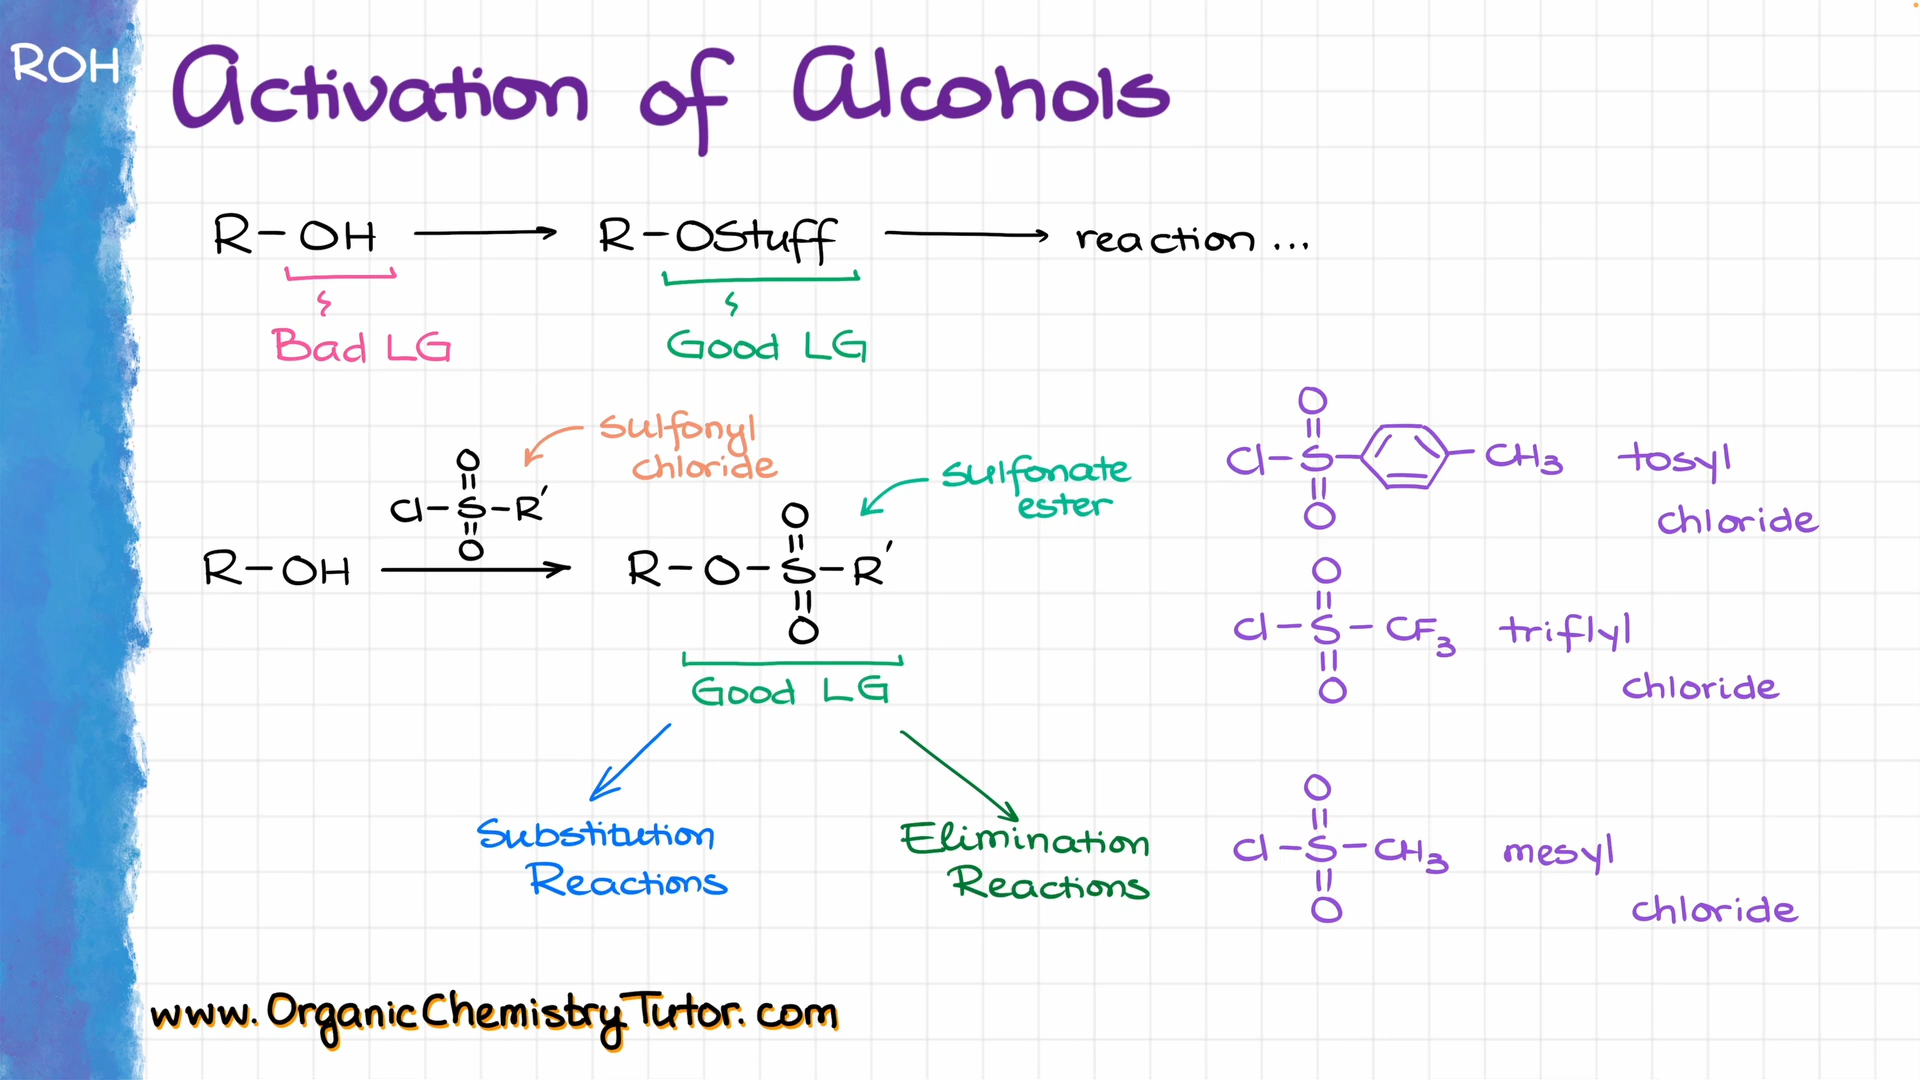 ROH
Activation of Alcohols
R-OH → R-OStuff → reaction ...
Bad LG
Good LG
sulfonyl
chloride
O
Cl-S-R'
O
sulfonate
ester
R-OH →
O
R-O-S-R'
O
Good LG
Substitution
Reactions
Elimination
Reactions
O
Cl-S- -CH3 tosyl
O
chloride
O
Cl-S-CF3 triflyl
O
chloride
O
Cl-S-CH3 mesyl
O
chloride
www.OrganicChemistryTutor.com